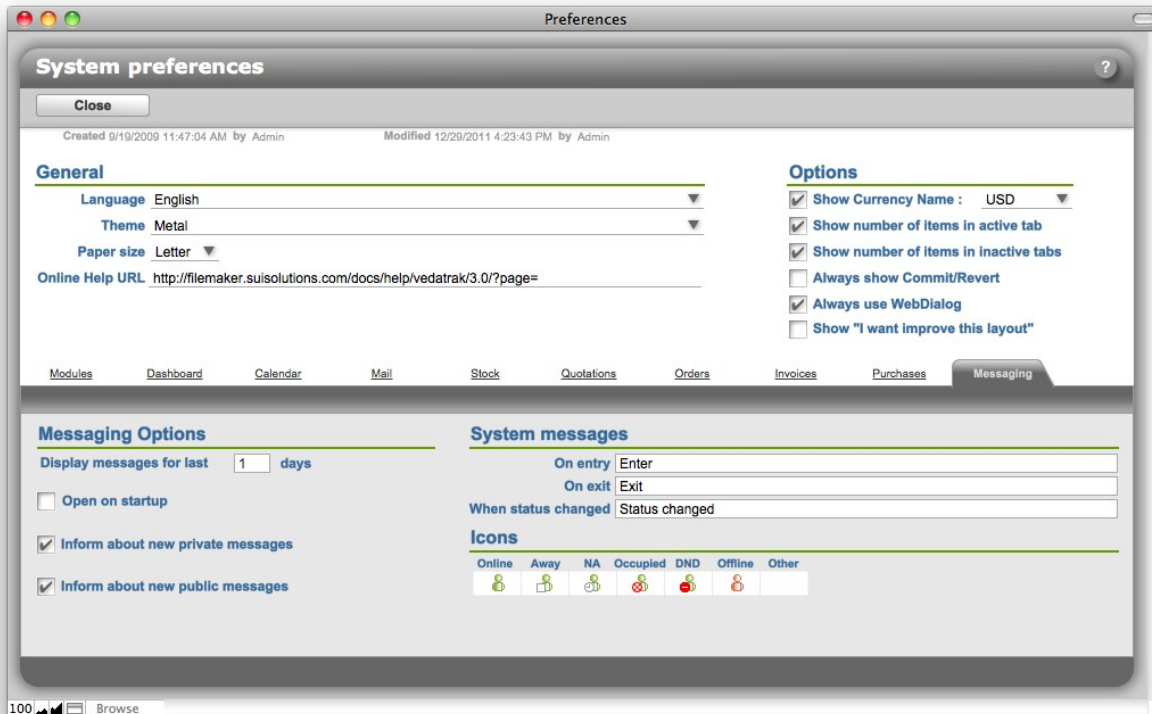 Preferences
System preferences
?
Close
Created 9/19/2009 11:47:04 AM by Admin Modified 12/29/2011 4:23:43 PM by Admin
General
Language English
Theme Metal
Paper size Letter
Online Help URL http://filemaker.suisolutions.com/docs/help/vedatrak/3.0/?page=
Options
Show Currency Name : USD
Show number of items in active tab
Show number of items in inactive tabs
Always show Commit/Revert
Always use WebDialog
Show "I want improve this layout"
Modules Dashboard Calendar Mail Stock Quotations Orders Invoices Purchases Messaging
Messaging Options
Display messages for last 1 days
Open on startup
Inform about new private messages
Inform about new public messages
System messages
On entry Enter
On exit Exit
When status changed Status changed
Icons
Online Away NA Occupied DND Offline Other
100 Browse